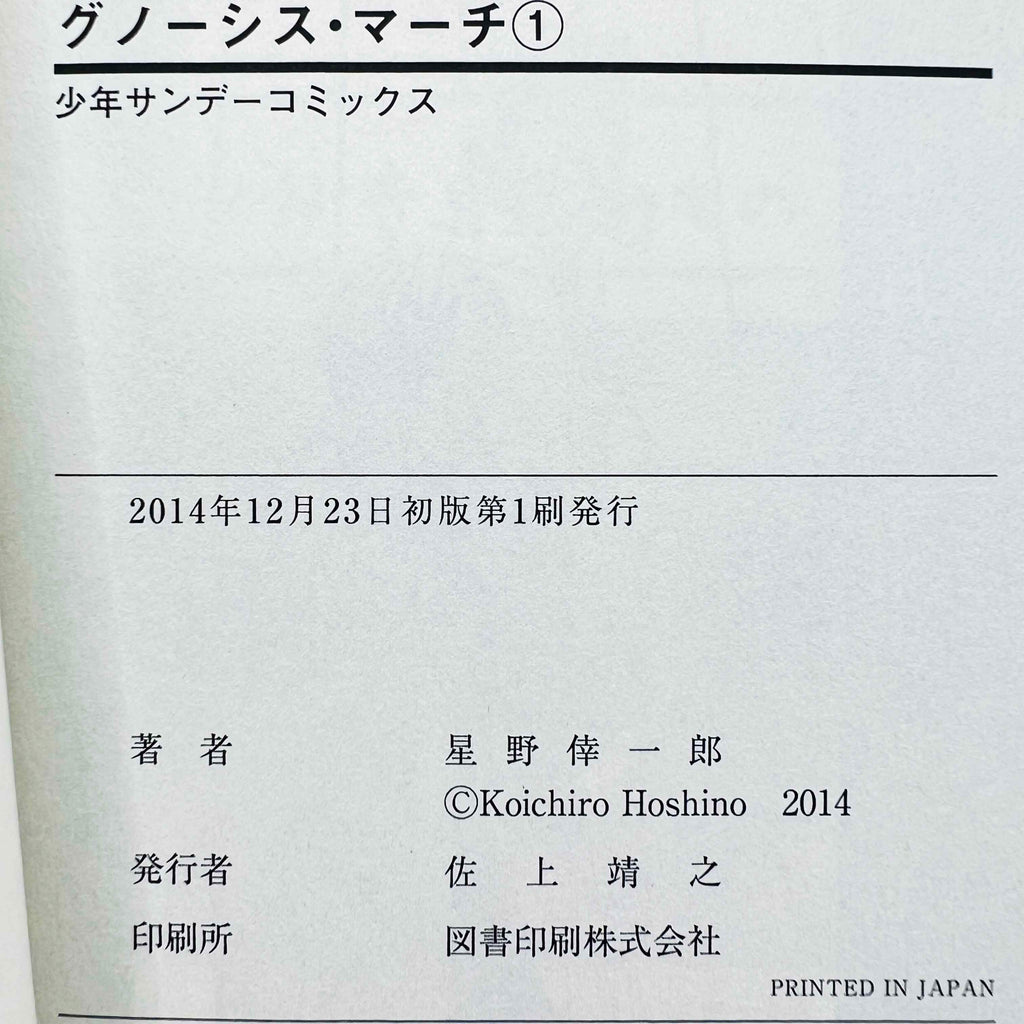 グノーシス・マーチ①
少年サンデーコミックス
2014年12月23日初版第1刷発行
著者 星野倖一郎
©Koichiro Hoshino 2014
発行者 佐上靖之
印刷所 図書印刷株式会社
PRINTED IN JAPAN